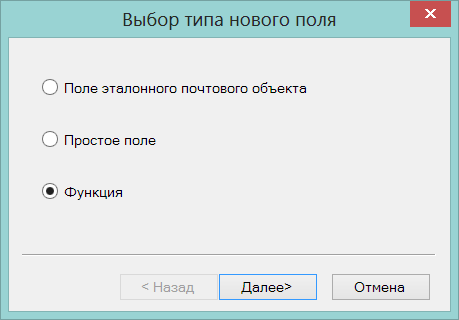 Выбор типа нового поля
Поле эталонного почтового объекта
Простое поле
Функция
< Назад
Далее>
Отмена